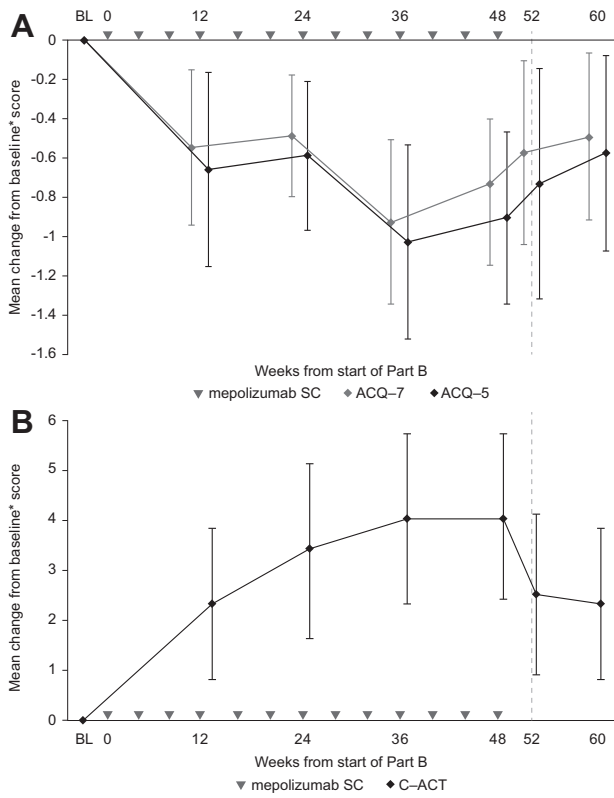 A
BL 0 12 24 36 48 52 60
0
-0.2
-0.4
-0.6
-0.8
-1
-1.2
-1.4
-1.6
Mean change from baseline* score
Weeks from start of Part B
mepolizumab SC ACQ–7 ACQ–5
B
6
5
4
3
2
1
0
Mean change from baseline* score
BL 0 12 24 36 48 52 60
Weeks from start of Part B
mepolizumab SC C–ACT